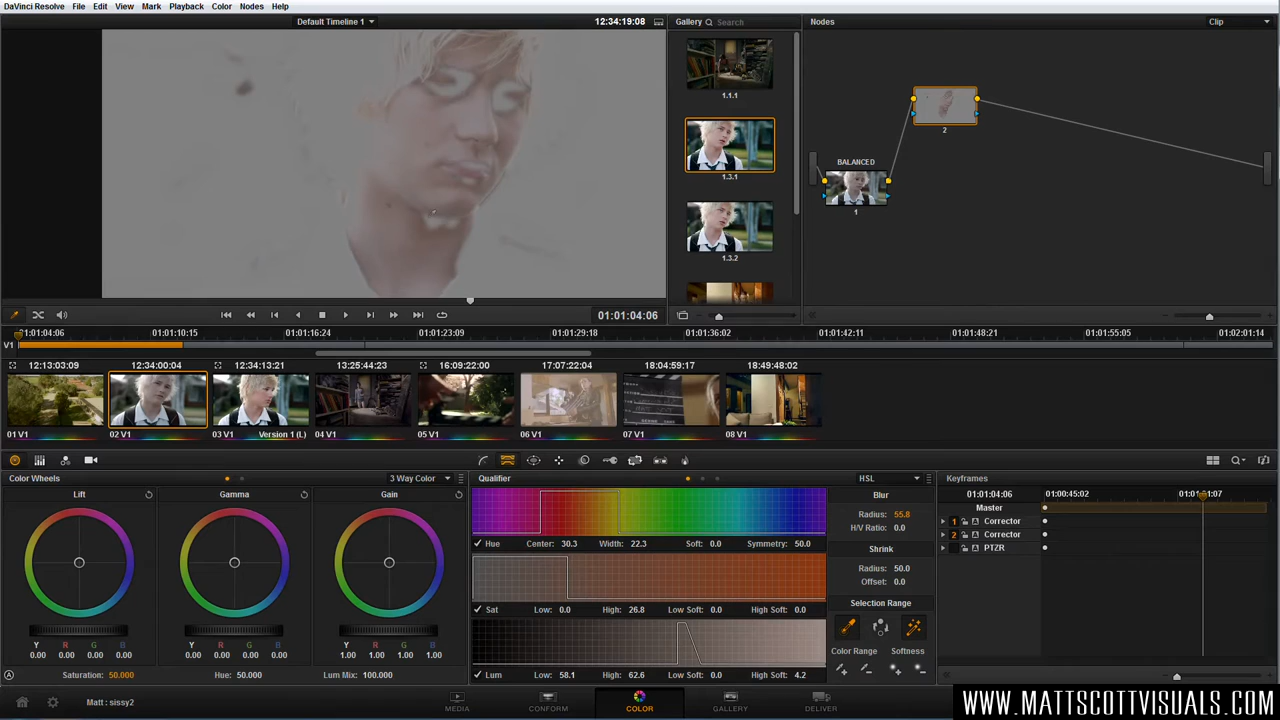 DaVinci Resolve File Edit View Mark Playback Color Nodes Help
Default Timeline 1 12:34:19:08 Gallery Search Nodes Clip
1.1.1
1.3.1
1.3.2
BALANCED
1
2
01:01:04:06
01:01:04:06 01:01:10:15 01:01:16:24 01:01:23:09 01:01:29:18 01:01:36:02 01:01:42:11 01:01:48:21 01:01:55:05 01:02:01:14
V1
12:13:03:09 12:34:00:04 12:34:13:21 13:25:44:23 16:09:22:00 17:07:22:04 18:04:59:17 18:49:48:02
01 V1 02 V1 03 V1 Version 1 (L) 04 V1 05 V1 06 V1 07 V1 08 V1
Color Wheels 3 Way Color Qualifier HSL Keyframes
Lift Gamma Gain
Y R G B Y R G B Y R G B
0.00 0.00 0.00 0.00 0.00 0.00 0.00 0.00 1.00 1.00 1.00 1.00
Saturation: 50.000 Hue: 50.000 Lum Mix: 100.000
Hue Center: 30.3 Width: 22.3 Soft: 0.0 Symmetry: 50.0
Sat Low: 0.0 High: 26.8 Low Soft: 0.0 High Soft: 0.0
Lum Low: 58.1 High: 62.6 Low Soft: 0.0 High Soft: 4.2
Blur
Radius: 55.8
H/V Ratio: 0.0
Shrink
Radius: 50.0
Offset: 0.0
Selection Range
Color Range Softness
01:01:04:06 01:00:45:02
Master
1 Corrector
2 Corrector
PTZR
Matt : sissy2
MEDIA CONFORM COLOR GALLERY DELIVER
WWW.MATTSCOTTVISUALS.COM